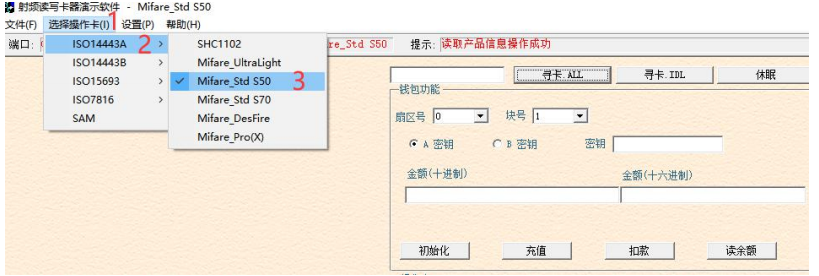 射频读写卡器演示软件 - Mifare_Std S50
文件(F) 选择操作卡(I) 设置(P) 帮助(H)
1
端口: re_Std S50 提示: 读取产品信息操作成功
ISO14443A 2 >
ISO14443B >
ISO15693 >
ISO7816 >
SAM
SHC1102
Mifare_UltraLight
✓ Mifare_Std S50 3
Mifare_Std S70
Mifare_DesFire
Mifare_Pro(X)
寻卡.ALL 寻卡.IDL 休眠
钱包功能
扇区号 0 块号 1
A 密钥 B 密钥 密钥
金额(十进制) 金额(十六进制)
初始化 充值 扣款 读余额